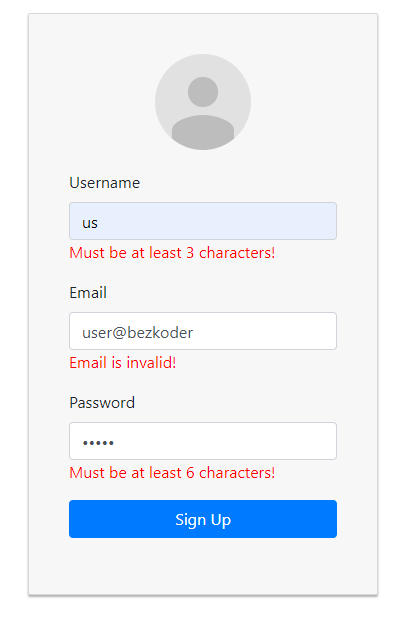 Username
us
Must be at least 3 characters!
Email
user@bezkoder
Email is invalid!
Password
•••••
Must be at least 6 characters!
Sign Up